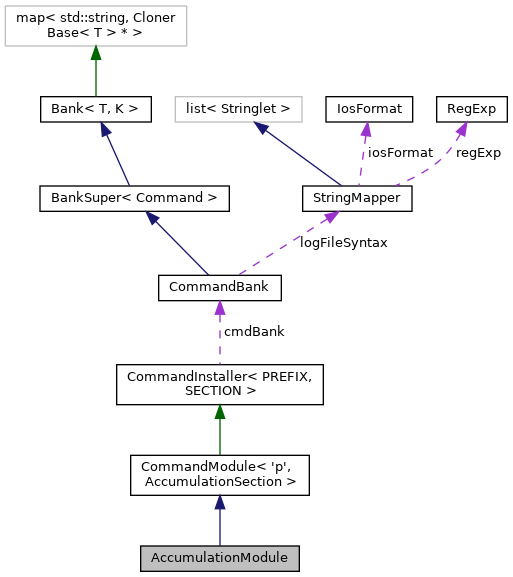 map< std::string, Cloner
Base< T > * >
Bank< T, K >
list< Stringlet >
IosFormat
RegExp
iosFormat
regExp
BankSuper< Command >
StringMapper
logFileSyntax
CommandBank
cmdBank
CommandInstaller< PREFIX,
SECTION >
CommandModule< 'p',
AccumulationSection >
AccumulationModule